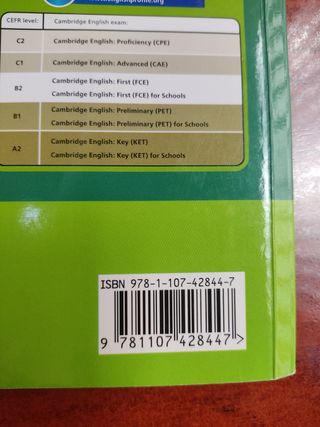 www.englishprofile.org
CEFR level: Cambridge English exam:
C2 Cambridge English: Proficiency (CPE)
C1 Cambridge English: Advanced (CAE)
B2 Cambridge English: First (FCE)
Cambridge English: First (FCE) for Schools
B1 Cambridge English: Preliminary (PET)
Cambridge English: Preliminary (PET) for Schools
A2 Cambridge English: Key (KET)
Cambridge English: Key (KET) for Schools
ISBN 978-1-107-42844-7
9 781107 428447>